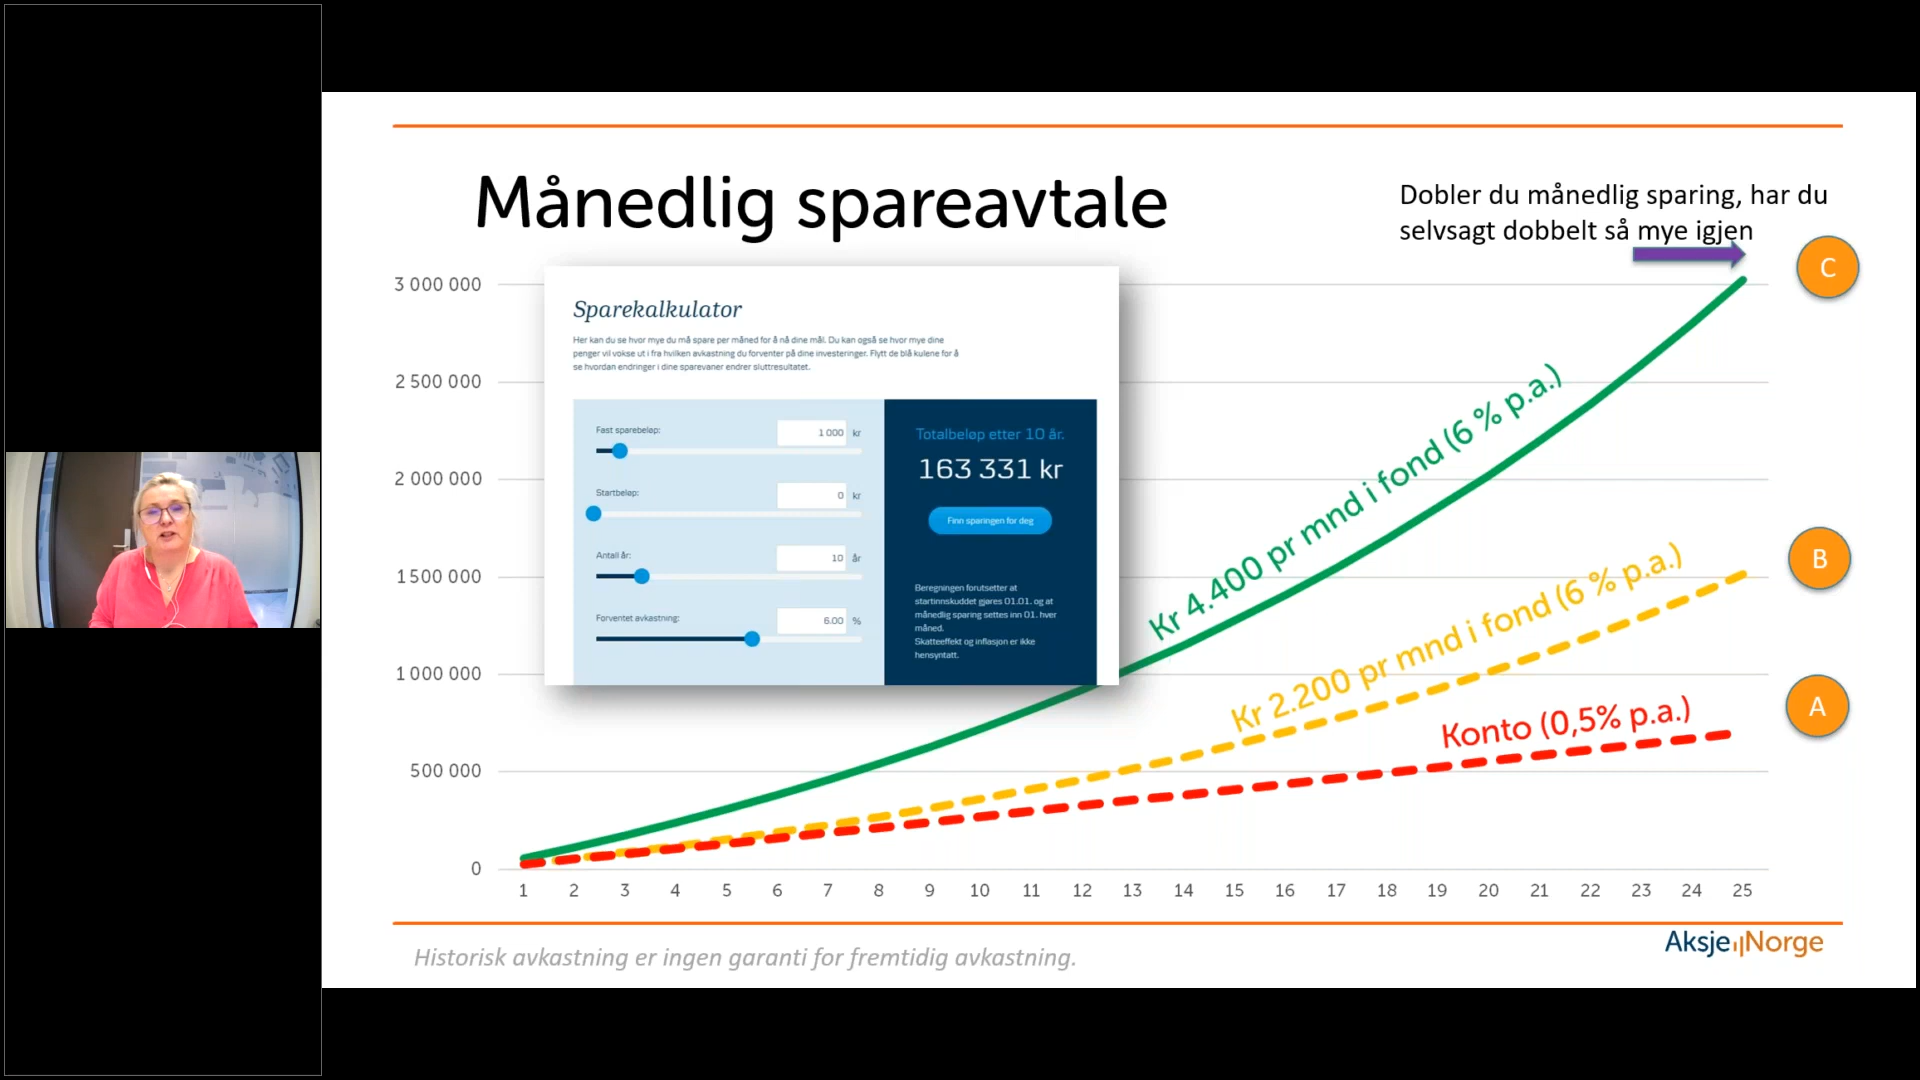 Månedlig spareavtale
Dobler du månedlig sparing, har du
selvsagt dobbelt så mye igjen
C
3 000 000
2 500 000
2 000 000
1 500 000
1 000 000
500 000
0
Sparekalkulator
Her kan du se hvor mye du må spare per måned for å nå dine mål. Du kan også se hvor mye dine
penger vil vokse ut i fra hvilken avkastning du forventer på dine investeringer. Flytt de blå kulene for å
se hvordan endringer i dine sparevaner endrer sluttresultatet.
Fast sparebeløp:
1 000 kr
Startbeløp:
0 kr
Antall år:
10 år
Forventet avkastning:
6.00 %
Totalbeløp etter 10 år.
163 331 kr
Finn sparingen for deg
Beregningen forutsetter at
startinnskuddet gjøres 01.01. og at
månedlig sparing settes inn 01. hver
måned.
Skatteeffekt og inflasjon er ikke
hensyntatt.
Kr 4.400 pr mnd i fond (6 % p.a.)
Kr 2.200 pr mnd i fond (6 % p.a.)
B
Konto (0,5% p.a.)
A
1 2 3 4 5 6 7 8 9 10 11 12 13 14 15 16 17 18 19 20 21 22 23 24 25
Historisk avkastning er ingen garanti for fremtidig avkastning.
AksjeNorge